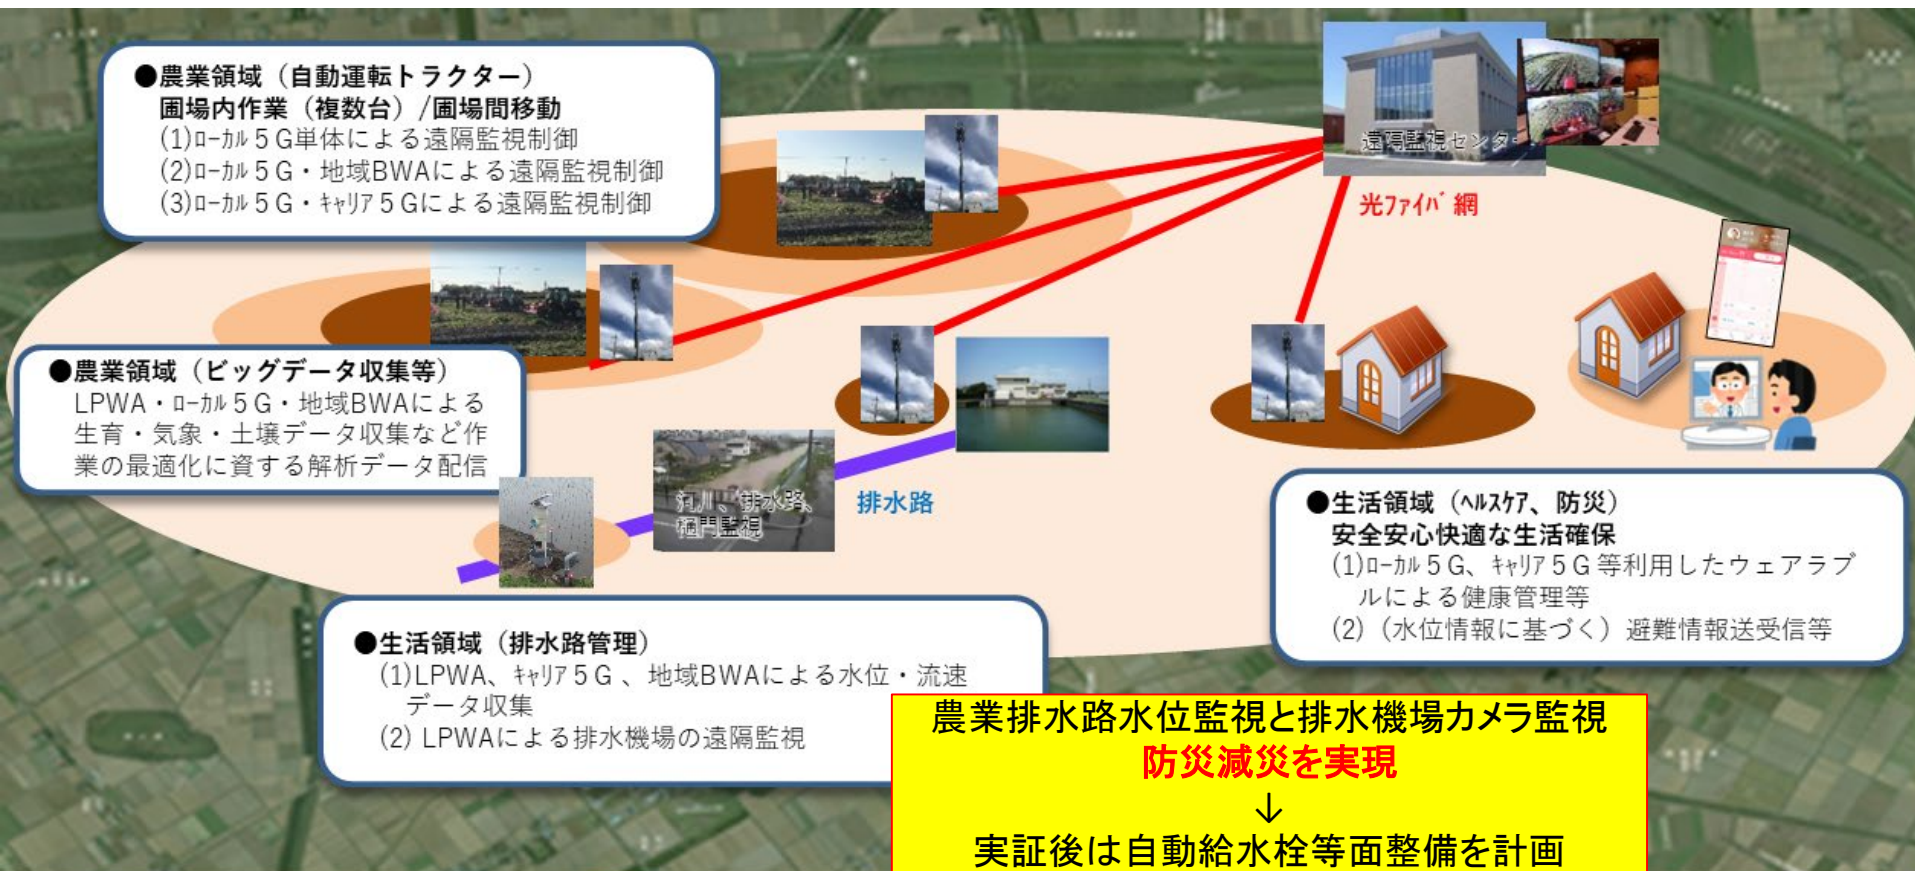 ●農業領域（自動運転トラクター）
圃場内作業（複数台）/圃場間移動
(1)ﾛｰｶﾙ５G単体による遠隔監視制御
(2)ﾛｰｶﾙ５G・地域BWAによる遠隔監視制御
(3)ﾛｰｶﾙ５G・ｷｬﾘｱ５Gによる遠隔監視制御
遠隔監視センター
光ﾌｧｲﾊﾞ網
●農業領域（ビッグデータ収集等）
LPWA・ﾛｰｶﾙ５G・地域BWAによる
生育・気象・土壌データ収集など作
業の最適化に資する解析データ配信
河川、排水路、
樋門監視
排水路
●生活領域（ﾍﾙｽｹｱ、防災）
安全安心快適な生活確保
(1)ﾛｰｶﾙ５G、ｷｬﾘｱ５G等利用したウェアラブ
ルによる健康管理等
(2)（水位情報に基づく）避難情報送受信等
●生活領域（排水路管理）
(1)LPWA、ｷｬﾘｱ５G 、地域BWAによる水位・流速
データ収集
(2) LPWAによる排水機場の遠隔監視
農業排水路水位監視と排水機場カメラ監視
防災減災を実現
↓
実証後は自動給水栓等面整備を計画